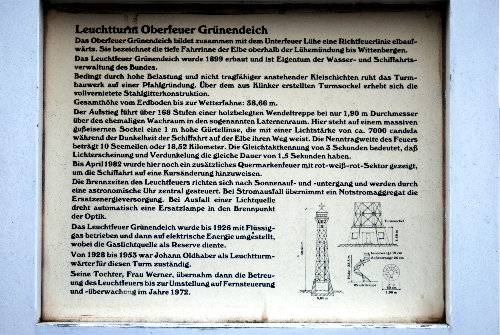 Leuchtturm Oberfeuer Grünendeich
Das Oberfeuer Grünendeich bildet zusammen mit dem Unterfeuer Lühe eine Richtfeuerlinie elbauf-
wärts. Sie bezeichnet die tiefe Fahrrinne der Elbe oberhalb der Lühemündung bis Wittenbergen.
Das Leuchtfeuer Grünendeich wurde 1899 erbaut und ist Eigentum der Wasser- und Schiffahrts-
verwaltung des Bundes.
Bedingt durch hohe Belastung und nicht tragfähiger anstehender Kleischichten ruht das Turm-
bauwerk auf einer Pfahlgründung. Über dem aus Klinker erstellten Turmsockel erhebt sich die
vollvernietete Stahlgitterkonstruktion.
Gesamthöhe vom Erdboden bis zur Wetterfahne: 38,66 m.
Der Aufstieg führt über 168 Stufen einer holzbelegten Wendeltreppe bei nur 1,90 m Durchmesser
über den ehemaligen Wachraum in den sogenannten Laternenraum. Hier steht auf einem massiven
gußeisernen Sockel eine 1 m hohe Gürtellinse, die mit einer Lichtstärke von ca. 7000 candela
während der Dunkelheit der Schiffahrt auf der Elbe ihren Weg weist. Die Nenntragweite des Feuers
beträgt 10 Seemeilen oder 18,52 Kilometer. Die Gleichtaktkennung von 3 Sekunden bedeutet, daß
Lichterscheinung und Verdunkelung die gleiche Dauer von 1,5 Sekunden haben.
Bis April 1982 wurde hier noch ein zusätzliches Quermarkenfeuer mit rot-weiß-rot-Sektor gezeigt,
um die Schiffahrt auf eine Kursänderung hinzuweisen.
Die Brennzeiten des Leuchtfeuers richten sich nach Sonnenauf- und -untergang und werden durch
eine astronomische Uhr zentral gesteuert. Bei Stromausfall übernimmt ein Notstromaggregat die
Ersatzenergieversorgung. Bei Ausfall einer Lichtquelle
dreht automatisch eine Ersatzlampe in den Brennpunkt
der Optik.
Das Leuchtfeuer Grünendeich wurde bis 1926 mit Flüssig-
gas betrieben und dann auf elektrische Energie umgestellt,
wobei die Gaslichtquelle als Reserve diente.
Von 1928 bis 1953 war Johann Oldhaber als Leuchtturm-
wärter für diesen Turm zuständig.
Seine Tochter, Frau Werner, übernahm dann die Betreu-
ung des Leuchtfeuers bis zur Umstellung auf Fernsteuerung
und -überwachung im Jahre 1972.